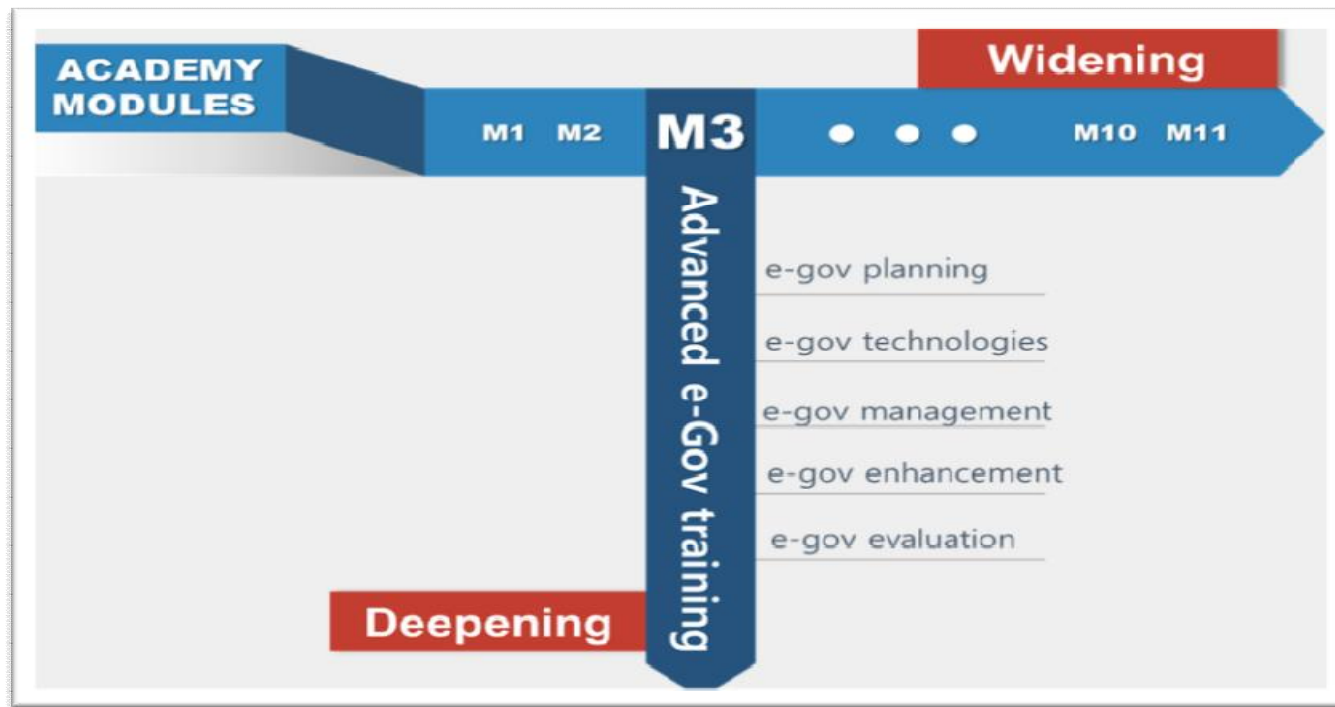 Widening
ACADEMY
MODULES
M1 M2 M3 ● ● ● M10 M11
Advanced e-Gov training
e-gov planning
e-gov technologies
e-gov management
e-gov enhancement
e-gov evaluation
Deepening